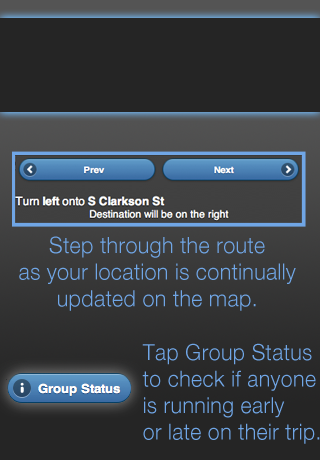 Prev Next
Turn left onto S Clarkson St
Destination will be on the right
Step through the route
as your location is continually
updated on the map.
Tap Group Status
to check if anyone
is running early
or late on their trip.
Group Status